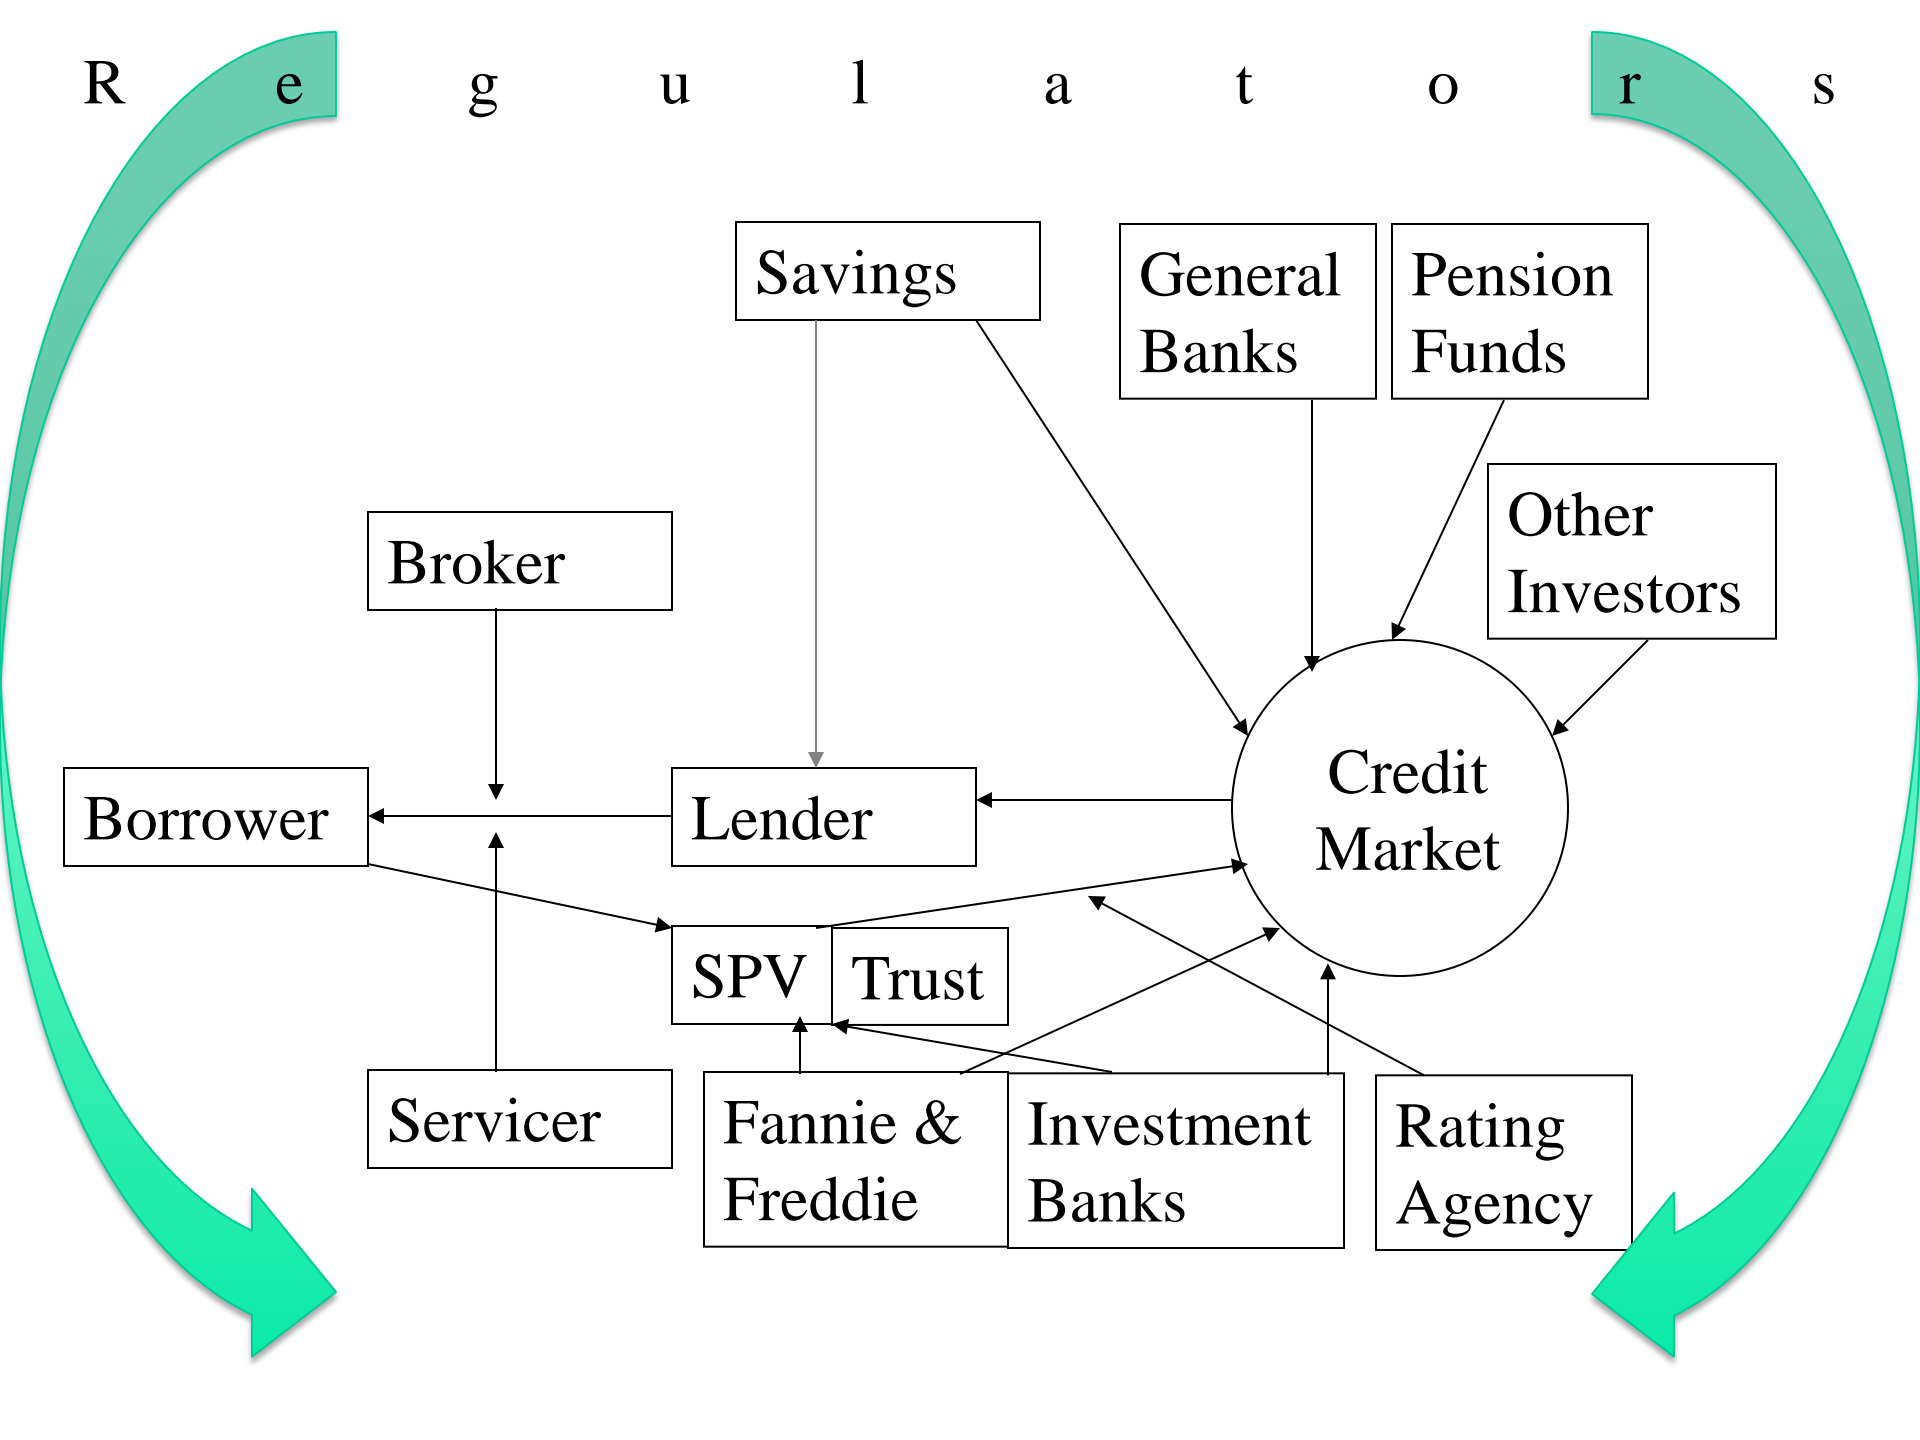 R e g u l a t o r s
Savings
General
Banks
Pension
Funds
Other
Investors
Broker
Borrower
Lender
Credit
Market
SPV
Trust
Servicer
Fannie &
Freddie
Investment
Banks
Rating
Agency